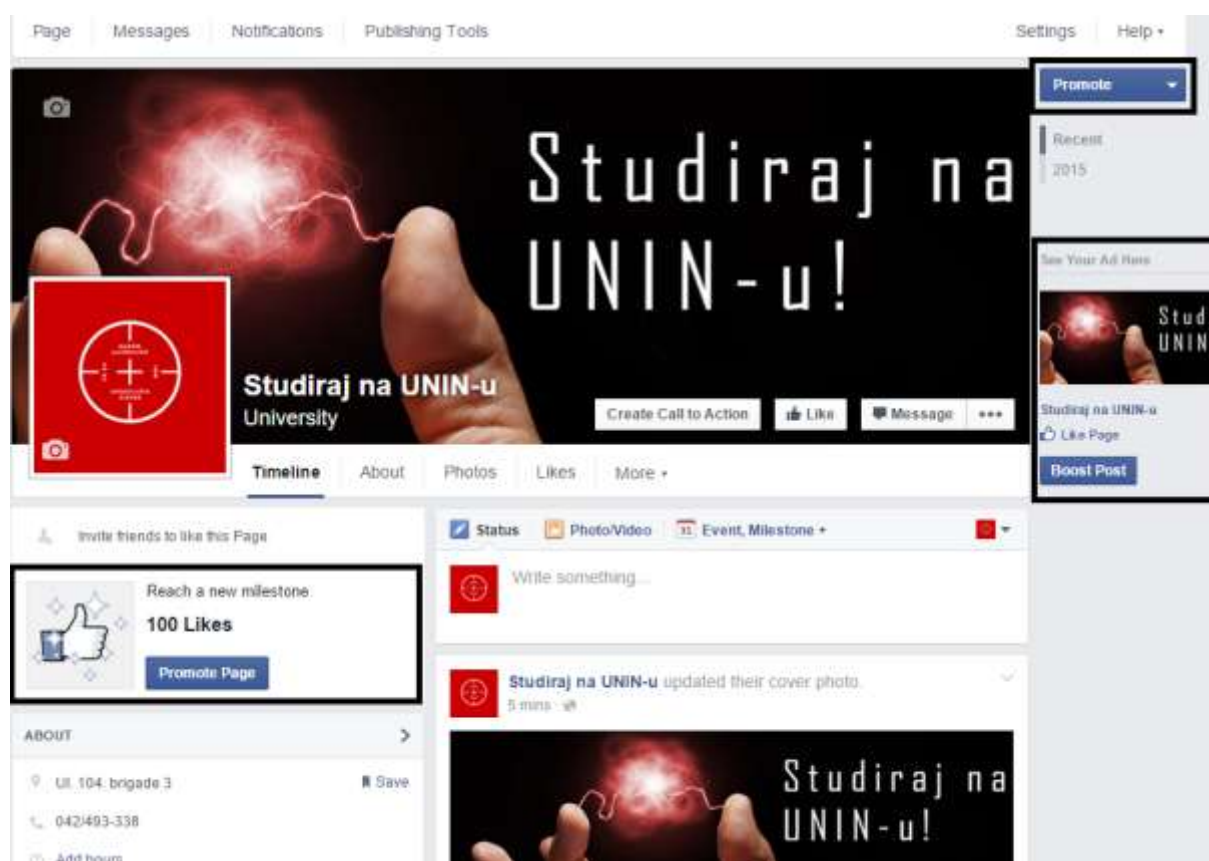 Page Messages Notifications Publishing Tools Settings Help
Promote
Recent
2015
Studiraj na
UNIN-u!
Studiraj na UNIN-u
University
Create Call to Action Like Message
See Your Ad Here
Stud
UNIN
Studiraj na UNIN-u
Like Page
Boost Post
Timeline About Photos Likes More
Invite friends to like this Page
Reach a new milestone
100 Likes
Promote Page
ABOUT
Ul. 104. brigade 3 Save
042/493-338
Add hours
Status Photo/Video 31 Event, Milestone +
Write something...
Studiraj na UNIN-u updated their cover photo.
5 mins
Studiraj na
UNIN-u!